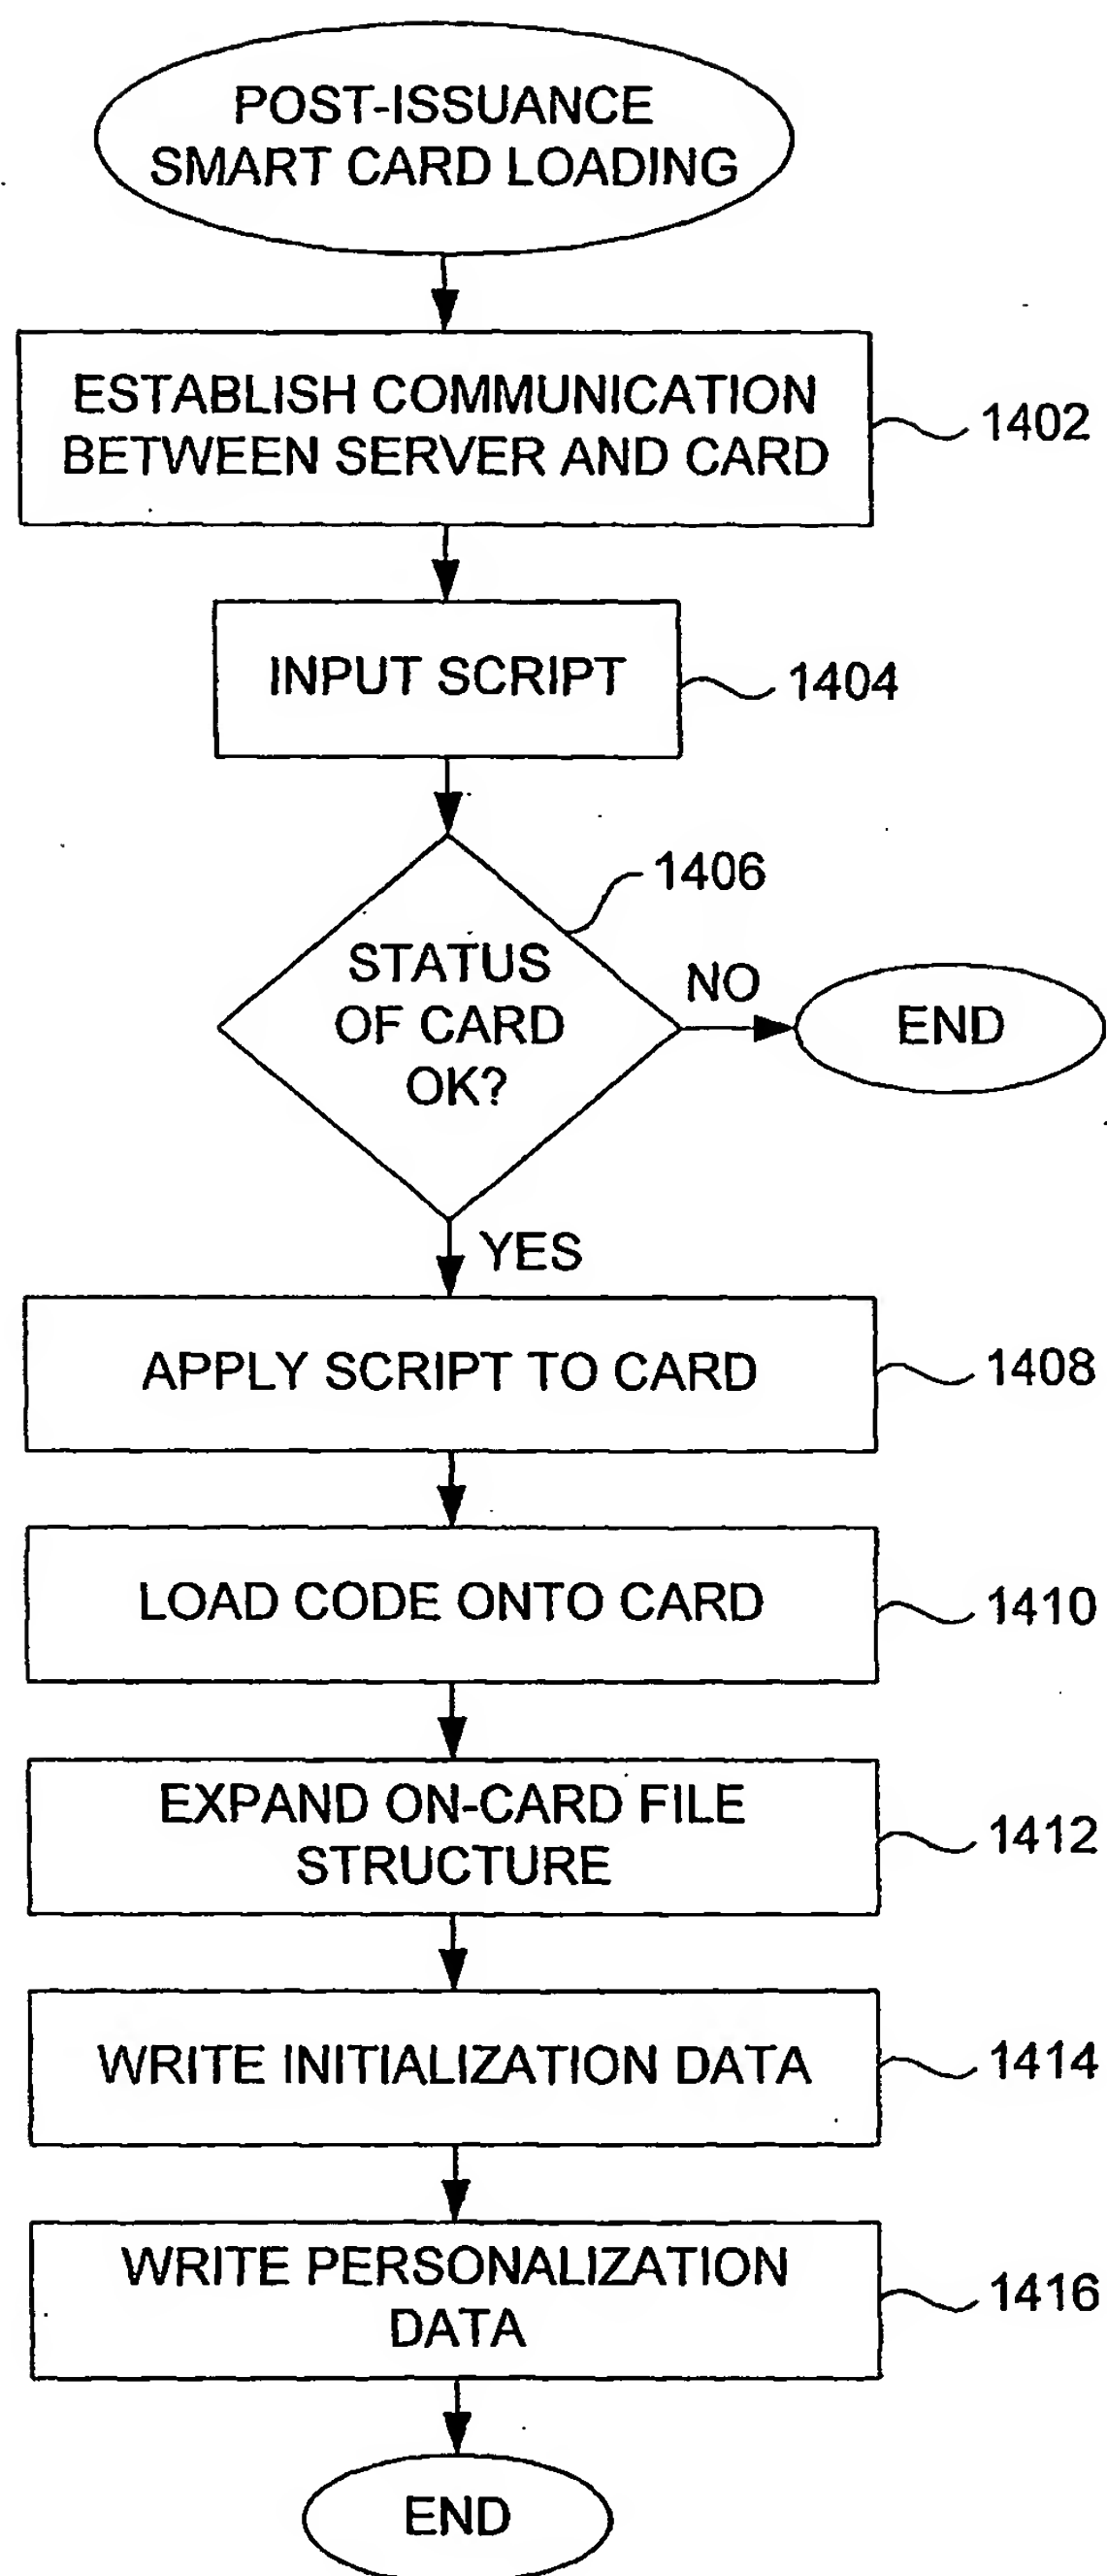 POST-ISSUANCE
SMART CARD LOADING
ESTABLISH COMMUNICATION
BETWEEN SERVER AND CARD
1402
INPUT SCRIPT
1404
1406
STATUS
OF CARD
OK?
NO
END
YES
APPLY SCRIPT TO CARD
1408
LOAD CODE ONTO CARD
1410
EXPAND ON-CARD FILE
STRUCTURE
1412
WRITE INITIALIZATION DATA
1414
WRITE PERSONALIZATION
DATA
1416
END